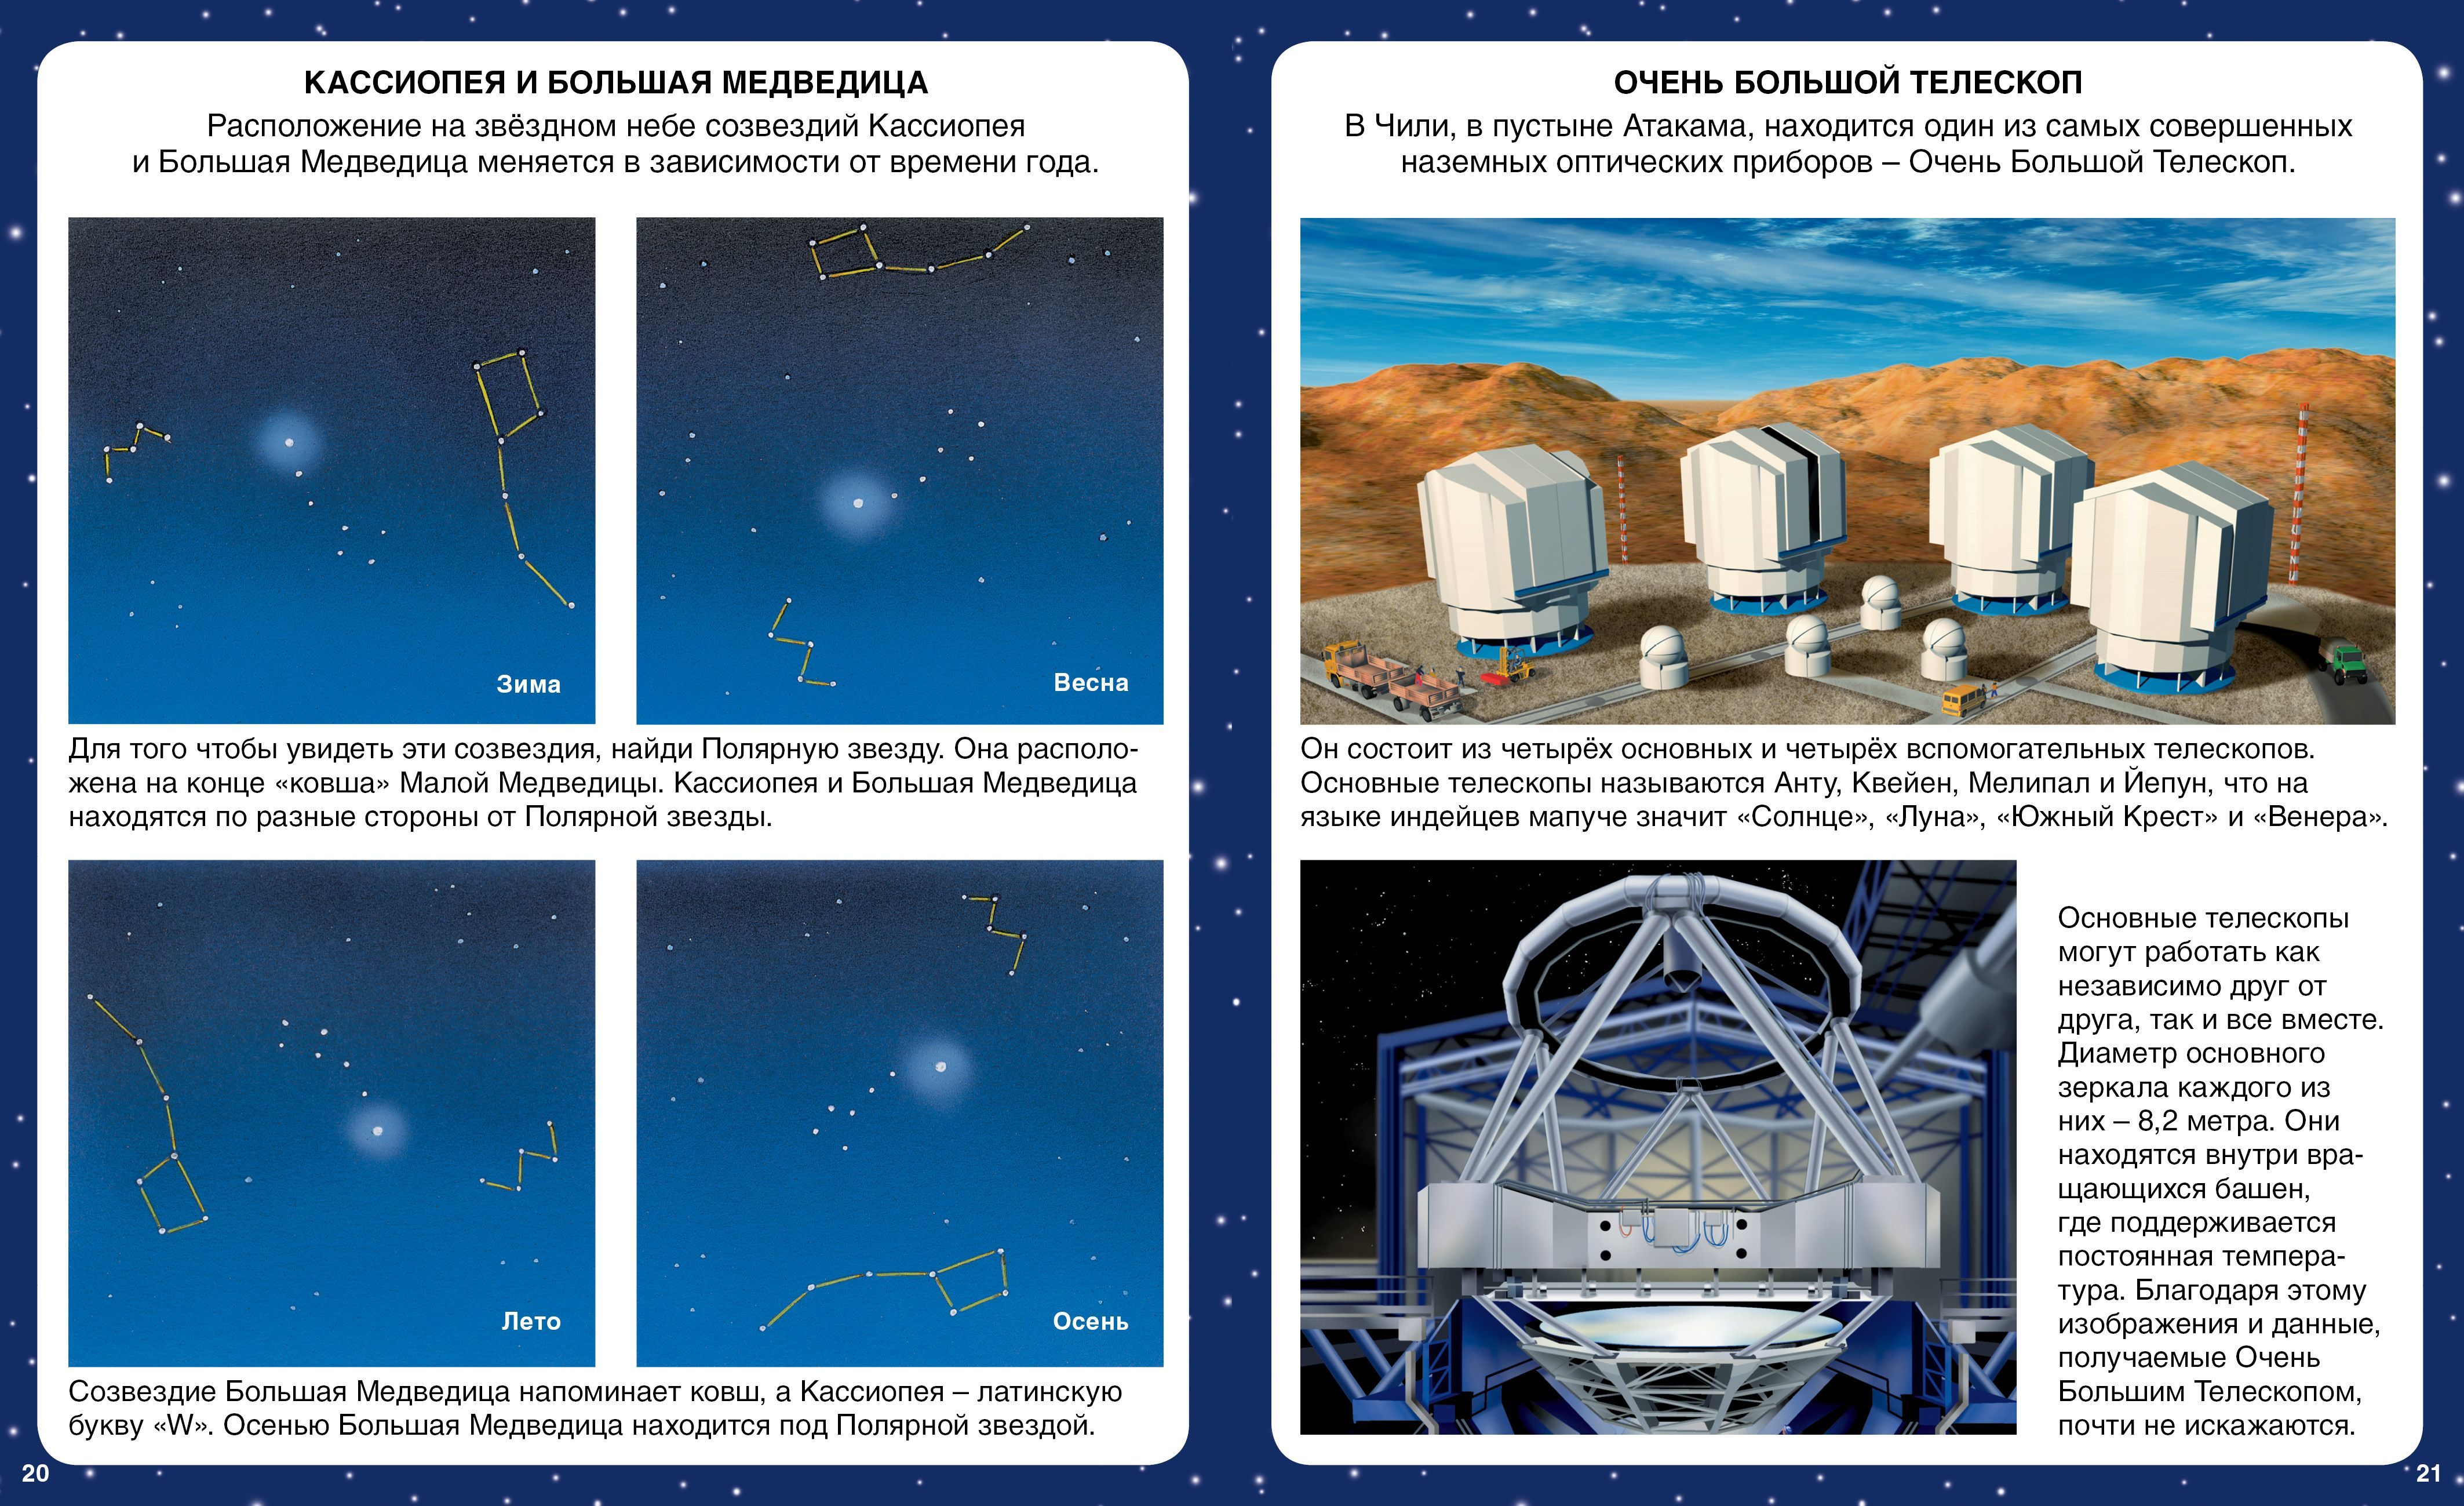 КАССИОПЕЯ И БОЛЬШАЯ МЕДВЕДИЦА
Расположение на звёздном небе созвездий Кассиопея
и Большая Медведица меняется в зависимости от времени года.
Зима
Весна
Для того чтобы увидеть эти созвездия, найди Полярную звезду. Она располо-
жена на конце «ковша» Малой Медведицы. Кассиопея и Большая Медведица
находятся по разные стороны от Полярной звезды.
Лето
Осень
Созвездие Большая Медведица напоминает ковш, а Кассиопея – латинскую
букву «W». Осенью Большая Медведица находится под Полярной звездой.
20
ОЧЕНЬ БОЛЬШОЙ ТЕЛЕСКОП
В Чили, в пустыне Атакама, находится один из самых совершенных
наземных оптических приборов – Очень Большой Телескоп.
Он состоит из четырёх основных и четырёх вспомогательных телескопов.
Основные телескопы называются Анту, Квейен, Мелипал и Йепун, что на
языке индейцев мапуче значит «Солнце», «Луна», «Южный Крест» и «Венера».
Основные телескопы
могут работать как
независимо друг от
друга, так и все вместе.
Диаметр основного
зеркала каждого из
них – 8,2 метра. Они
находятся внутри вра-
щающихся башен,
где поддерживается
постоянная темпера-
тура. Благодаря этому
изображения и данные,
получаемые Очень
Большим Телескопом,
почти не искажаются.
21